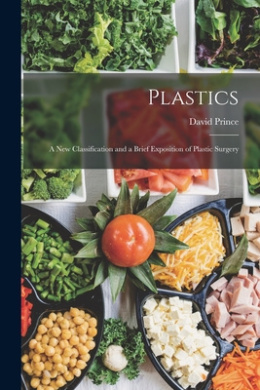 Plastics
David Prince
A New Classification and a Brief Exposition of Plastic Surgery